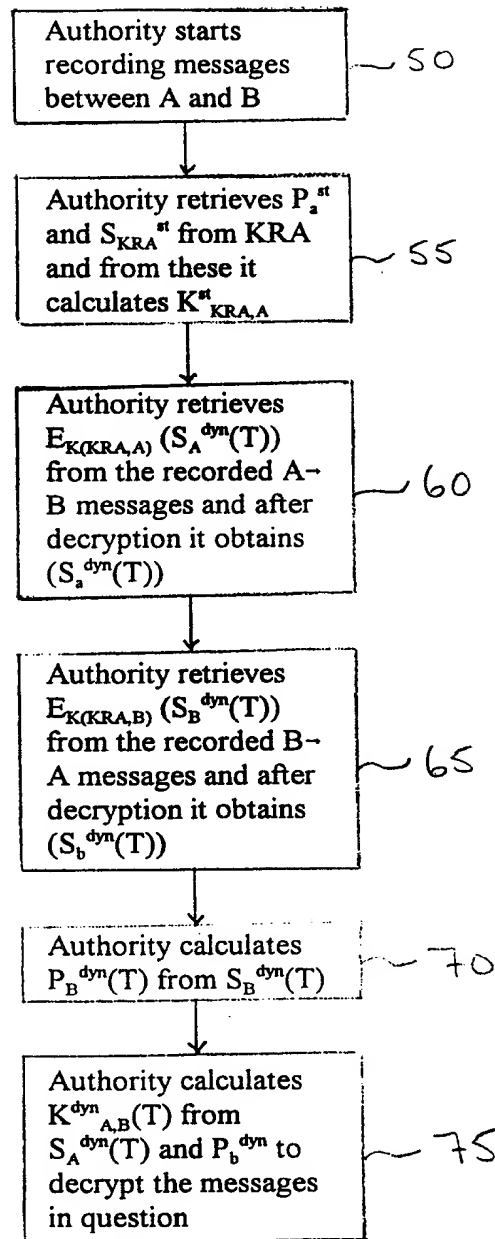 Authority starts
recording messages
between A and B
50
Authority retrieves Pₐˢᵗ
and S_KRA^st from KRA
and from these it
calculates K^st_KRA,A
55
Authority retrieves
E_K(KRA,A) (S_A^dyn(T))
from the recorded A→
B messages and after
decryption it obtains
(S_a^dyn(T))
60
Authority retrieves
E_K(KRA,B) (S_B^dyn(T))
from the recorded B→
A messages and after
decryption it obtains
(S_b^dyn(T))
65
Authority calculates
P_B^dyn(T) from S_B^dyn(T)
70
Authority calculates
K^dyn_A,B(T) from
S_A^dyn(T) and P_b^dyn to
decrypt the messages
in question
75